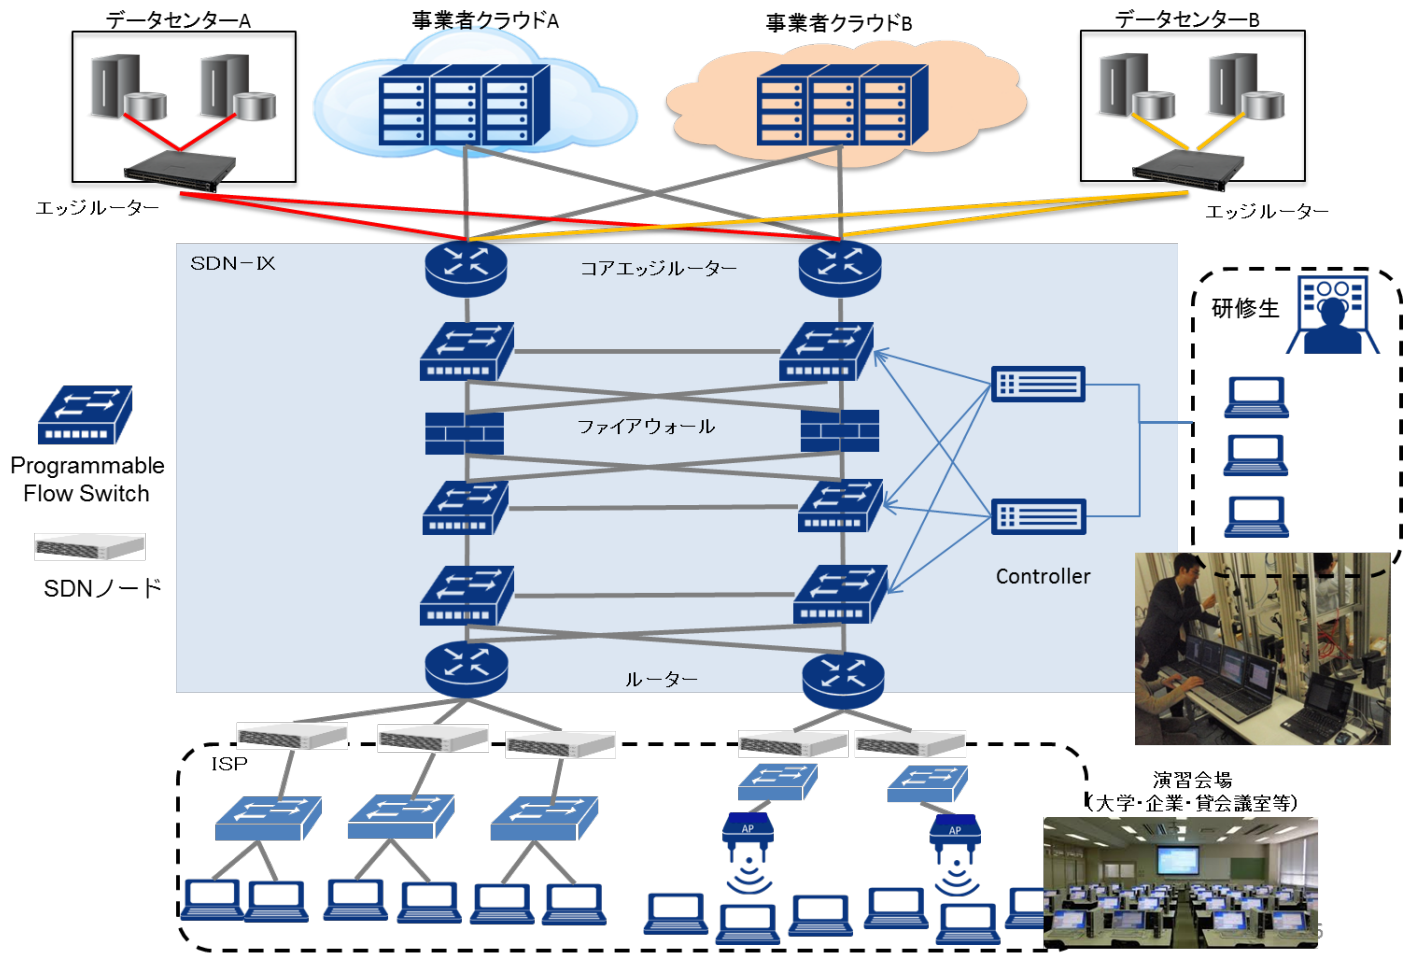 データセンターA
事業者クラウドA
事業者クラウドB
データセンターB
エッジルーター
エッジルーター
SDN－IX
コアエッジルーター
研修生
ファイアウォール
Programmable
Flow Switch
SDNノード
Controller
ルーター
ISP
演習会場
（大学・企業・貸会議室等）
AP
AP
5